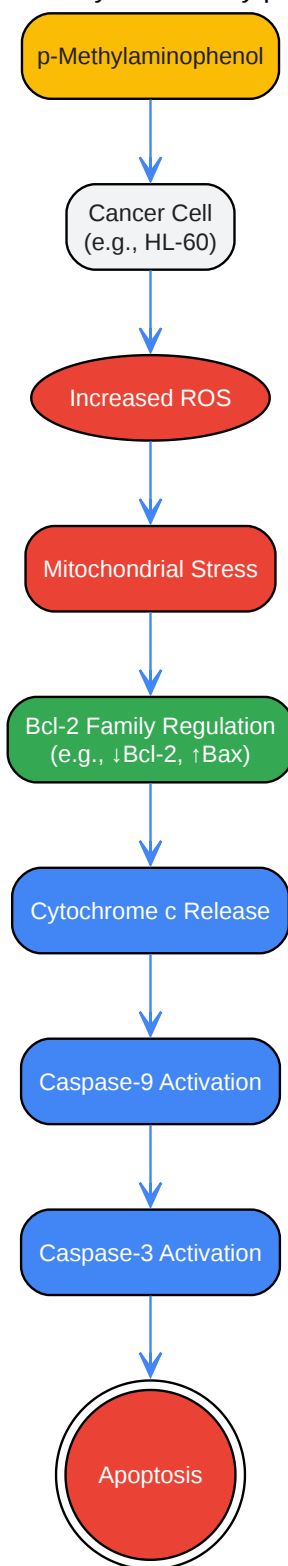 p-Methylaminophenol
Cancer Cell
(e.g., HL-60)
Increased ROS
Mitochondrial Stress
Bcl-2 Family Regulation
(e.g., ↓Bcl-2, ↑Bax)
Cytochrome c Release
Caspase-9 Activation
Caspase-3 Activation
Apoptosis